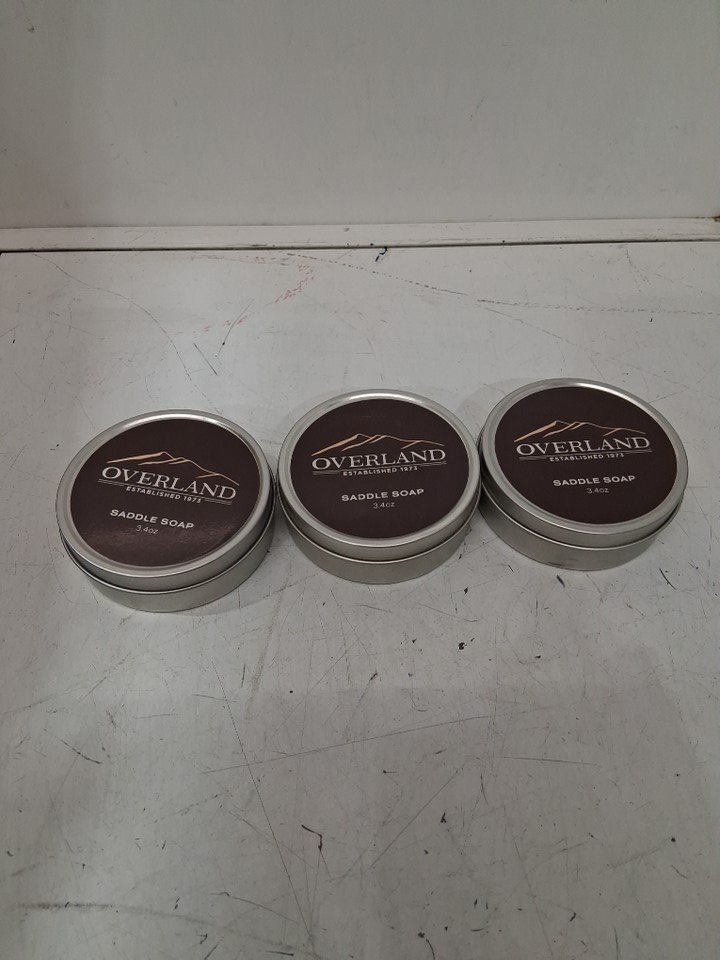 OVERLAND
ESTABLISHED 1973
SADDLE SOAP
3.4oz
OVERLAND
ESTABLISHED 1973
SADDLE SOAP
3.4oz
OVERLAND
ESTABLISHED 1973
SADDLE SOAP
3.4oz